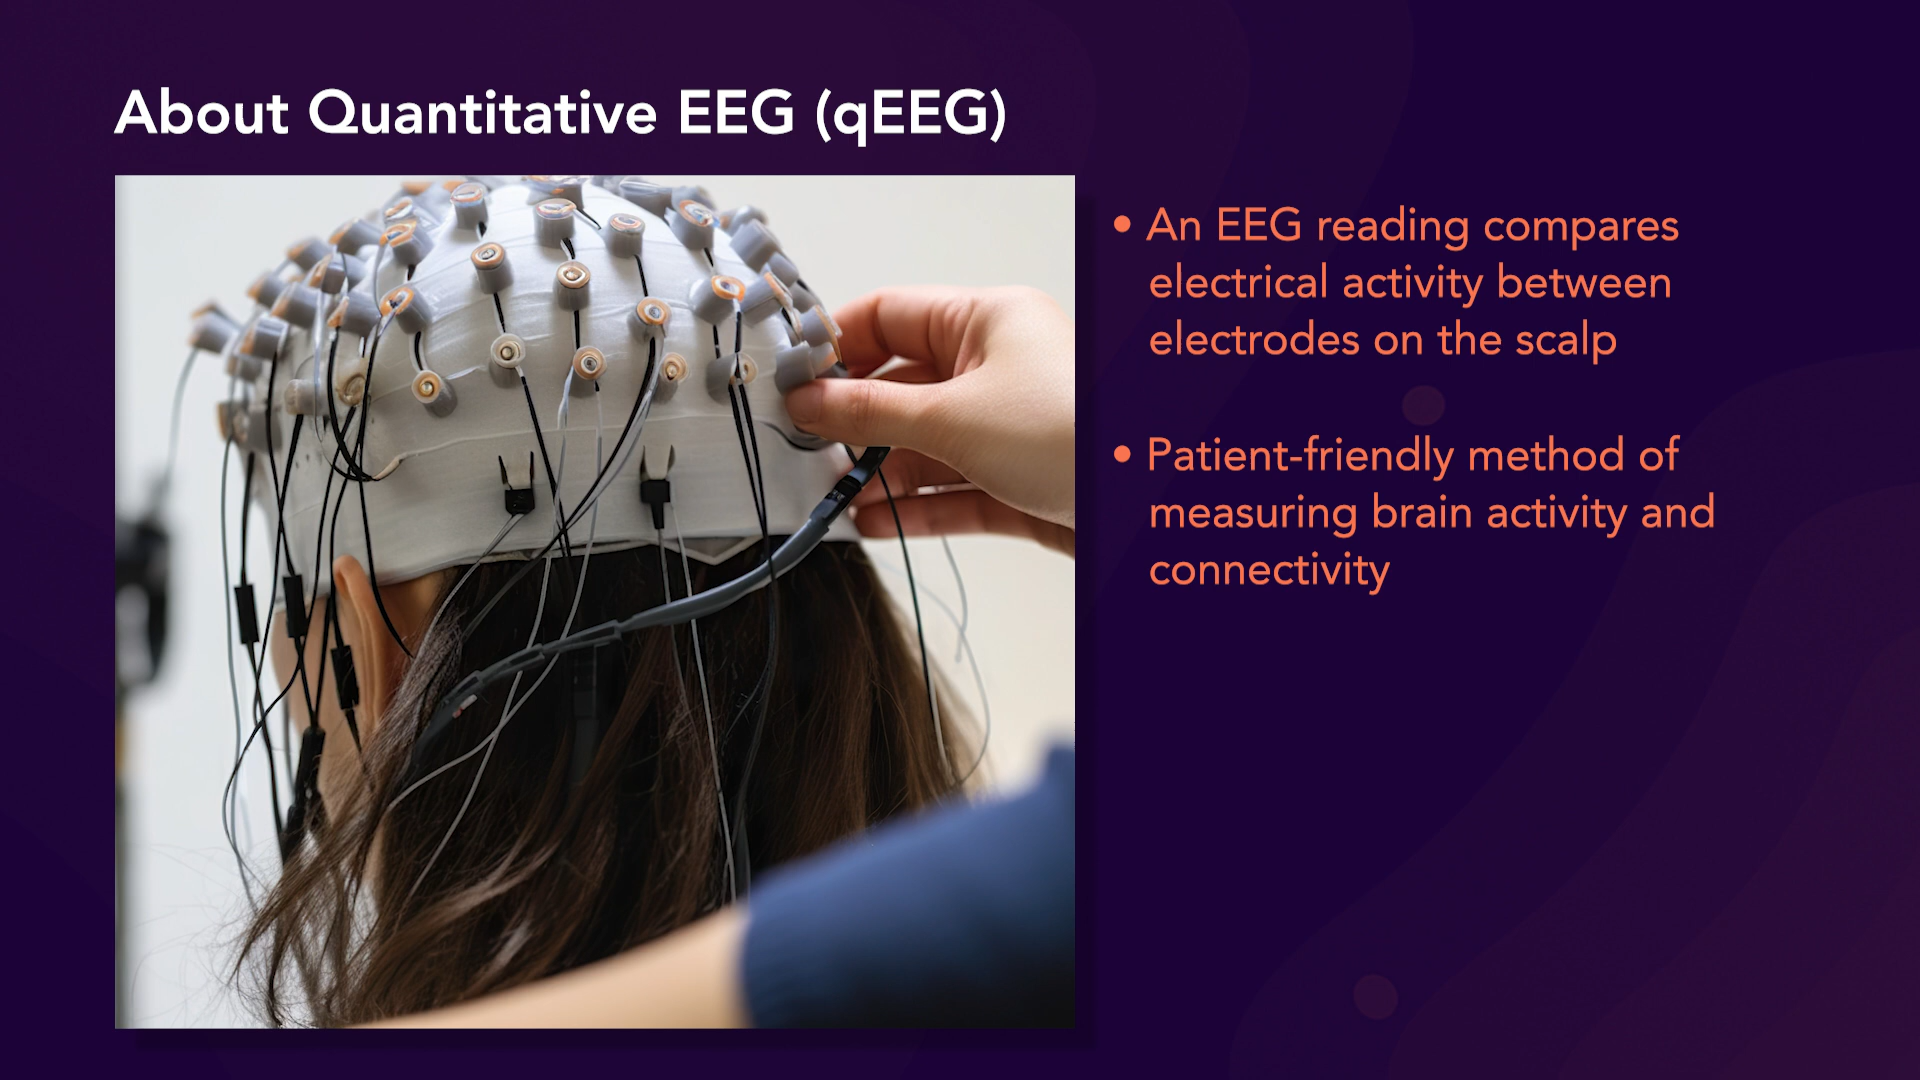 About Quantitative EEG (qEEG)
• An EEG reading compares
electrical activity between
electrodes on the scalp
• Patient-friendly method of
measuring brain activity and
connectivity